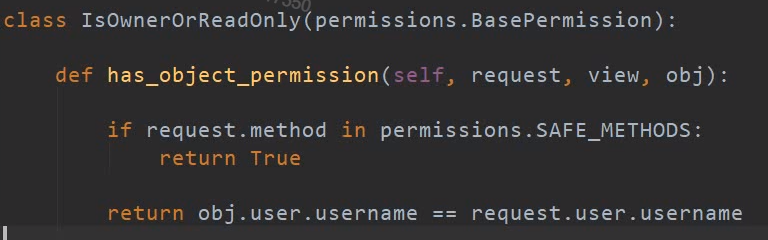 class IsOwnerOrReadOnly(permissions.BasePermission):
def has_object_permission(self, request, view, obj):
if request.method in permissions.SAFE_METHODS:
return True
return obj.user.username == request.user.username